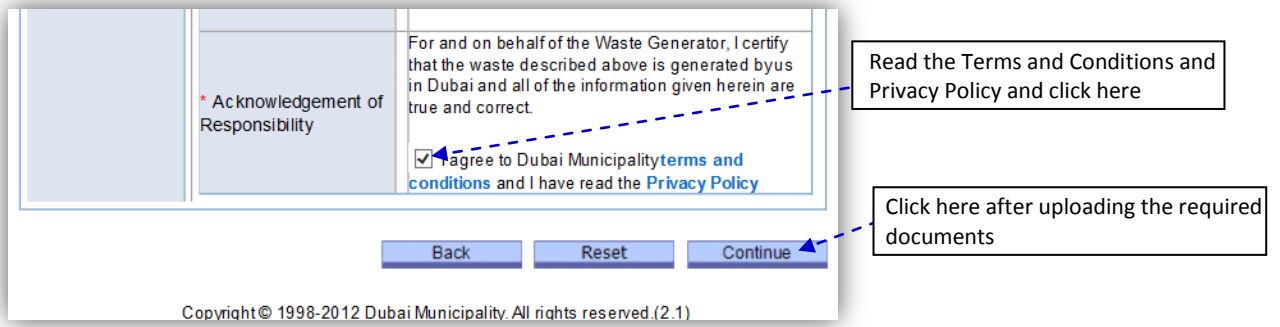 For and on behalf of the Waste Generator, I certify
that the waste described above is generated byus
in Dubai and all of the information given herein are
true and correct.
* Acknowledgement of
Responsibility
I agree to Dubai Municipalityterms and
conditions and I have read the Privacy Policy
Read the Terms and Conditions and
Privacy Policy and click here
Click here after uploading the required
documents
Back Reset Continue
Copyright © 1998-2012 Dubai Municipality. All rights reserved.(2.1)